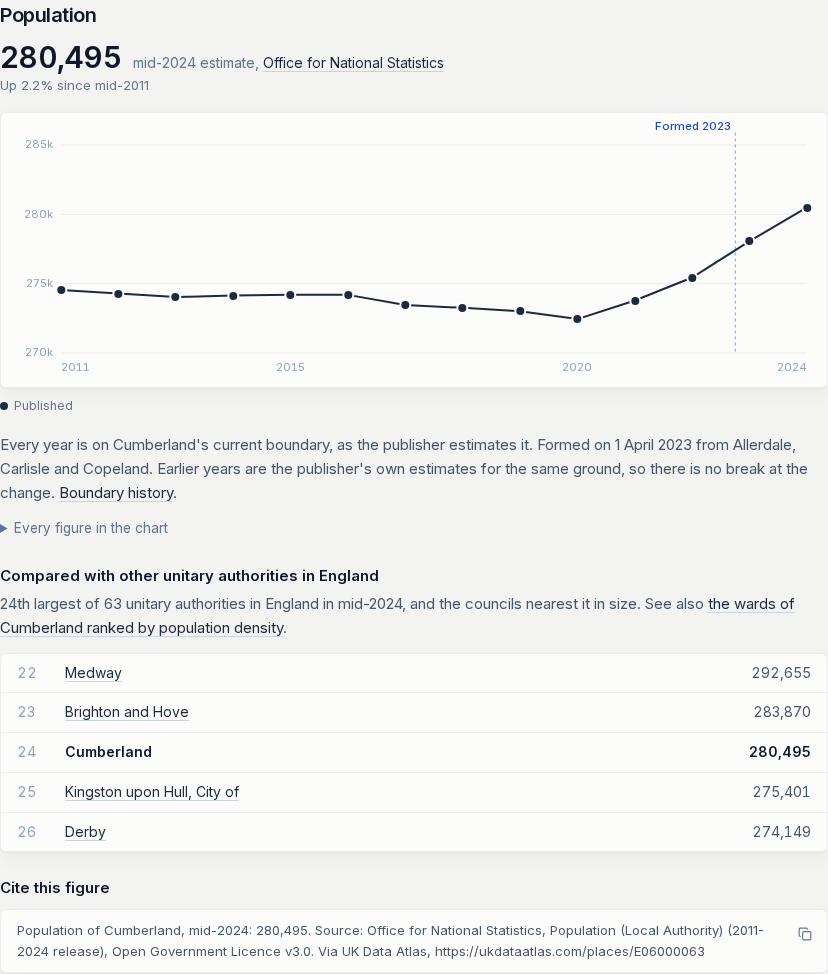 Population
280,495 mid-2024 estimate, Office for National Statistics
Up 2.2% since mid-2011
Formed 2023
285k
280k
275k
270k
2011 2015 2020 2024
Published
Every year is on Cumberland's current boundary, as the publisher estimates it. Formed on 1 April 2023 from Allerdale,
Carlisle and Copeland. Earlier years are the publisher's own estimates for the same ground, so there is no break at the
change. Boundary history.
Every figure in the chart
Compared with other unitary authorities in England
24th largest of 63 unitary authorities in England in mid-2024, and the councils nearest it in size. See also the wards of
Cumberland ranked by population density.
22 Medway 292,655
23 Brighton and Hove 283,870
24 Cumberland 280,495
25 Kingston upon Hull, City of 275,401
26 Derby 274,149
Cite this figure
Population of Cumberland, mid-2024: 280,495. Source: Office for National Statistics, Population (Local Authority) (2011-
2024 release), Open Government Licence v3.0. Via UK Data Atlas, https://ukdataatlas.com/places/E06000063